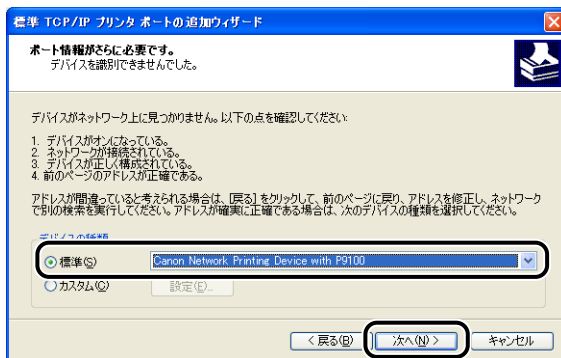 標準 TCP/IP プリンタ ポートの追加ウィザード
ポート情報がさらに必要です。
デバイスを識別できませんでした。
デバイスがネットワーク上に見つかりません。以下の点を確認してください:
1. デバイスがオンになっている。
2. ネットワークが接続されている。
3. デバイスが正しく構成されている。
4. 前のページのアドレスが正確である。
アドレスが間違っていると考えられる場合は、[戻る] をクリックして、前のページに戻り、アドレスを修正し、ネットワーク
で別の検索を実行してください。アドレスが確実に正確である場合は、次のデバイスの種類を選択してください。
デバイスの種類
標準(S) Canon Network Printing Device with P9100
カスタム(C) 設定(E)...
< 戻る(B) 次へ(N) > キャンセル